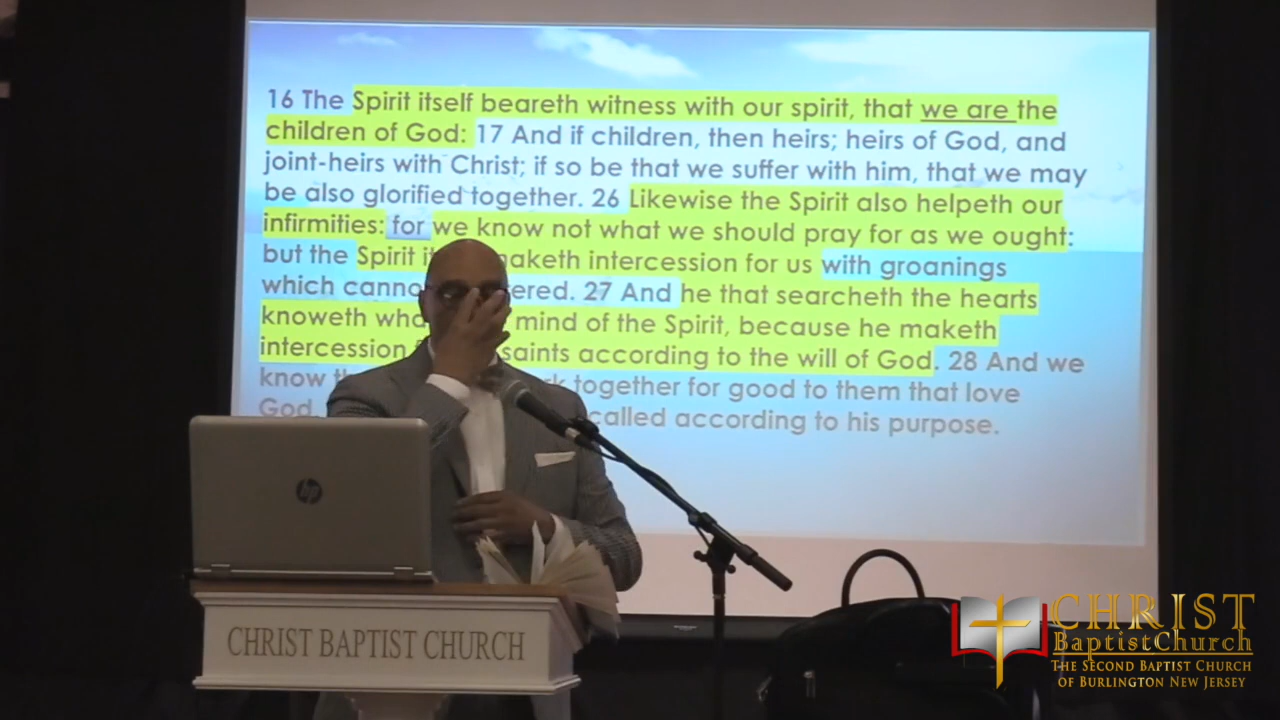 16 The Spirit itself beareth witness with our spirit, that we are the
children of God: 17 And if children, then heirs; heirs of God, and
joint-heirs with Christ; if so be that we suffer with him, that we may
be also glorified together. 26 Likewise the Spirit also helpeth our
infirmities: for we know not what we should pray for as we ought:
but the Spirit maketh intercession for us with groanings
which 27 And he that searcheth the hearts
knoweth mind of the Spirit, because he maketh
intercession saints according to the will of God. 28 And we
know together for good to them that love
God, called according to his purpose.
hp
CHRIST BAPTIST CHURCH
CHRIST
Baptist Church
THE SECOND BAPTIST CHURCH
OF BURLINGTON NEW JERSEY